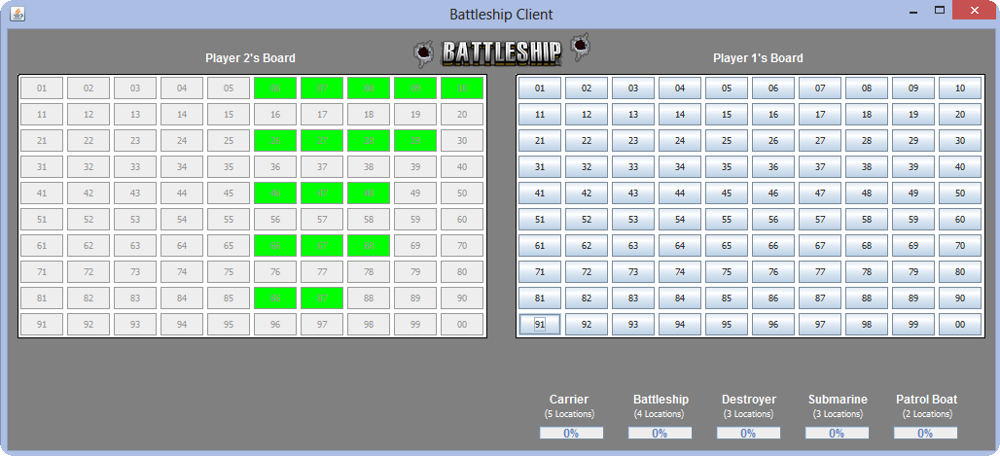 Battleship Client
BATTLESHIP
Player 2's Board
01 02 03 04 05 06 07 08 09 10
11 12 13 14 15 16 17 18 19 20
21 22 23 24 25 26 27 28 29 30
31 32 33 34 35 36 37 38 39 40
41 42 43 44 45 46 47 48 49 50
51 52 53 54 55 56 57 58 59 60
61 62 63 64 65 66 67 68 69 70
71 72 73 74 75 76 77 78 79 80
81 82 83 84 85 86 87 88 89 90
91 92 93 94 95 96 97 98 99 00
Player 1's Board
01 02 03 04 05 06 07 08 09 10
11 12 13 14 15 16 17 18 19 20
21 22 23 24 25 26 27 28 29 30
31 32 33 34 35 36 37 38 39 40
41 42 43 44 45 46 47 48 49 50
51 52 53 54 55 56 57 58 59 60
61 62 63 64 65 66 67 68 69 70
71 72 73 74 75 76 77 78 79 80
81 82 83 84 85 86 87 88 89 90
91 92 93 94 95 96 97 98 99 00
Carrier Battleship Destroyer Submarine Patrol Boat
(5 Locations) (4 Locations) (3 Locations) (3 Locations) (2 Locations)
0% 0% 0% 0% 0%